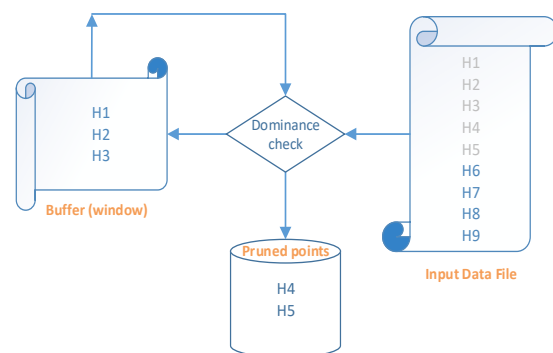 H1
H2
H3
Buffer (window)
Dominance
check
Pruned points
H4
H5
H1
H2
H3
H4
H5
H6
H7
H8
H9
Input Data File